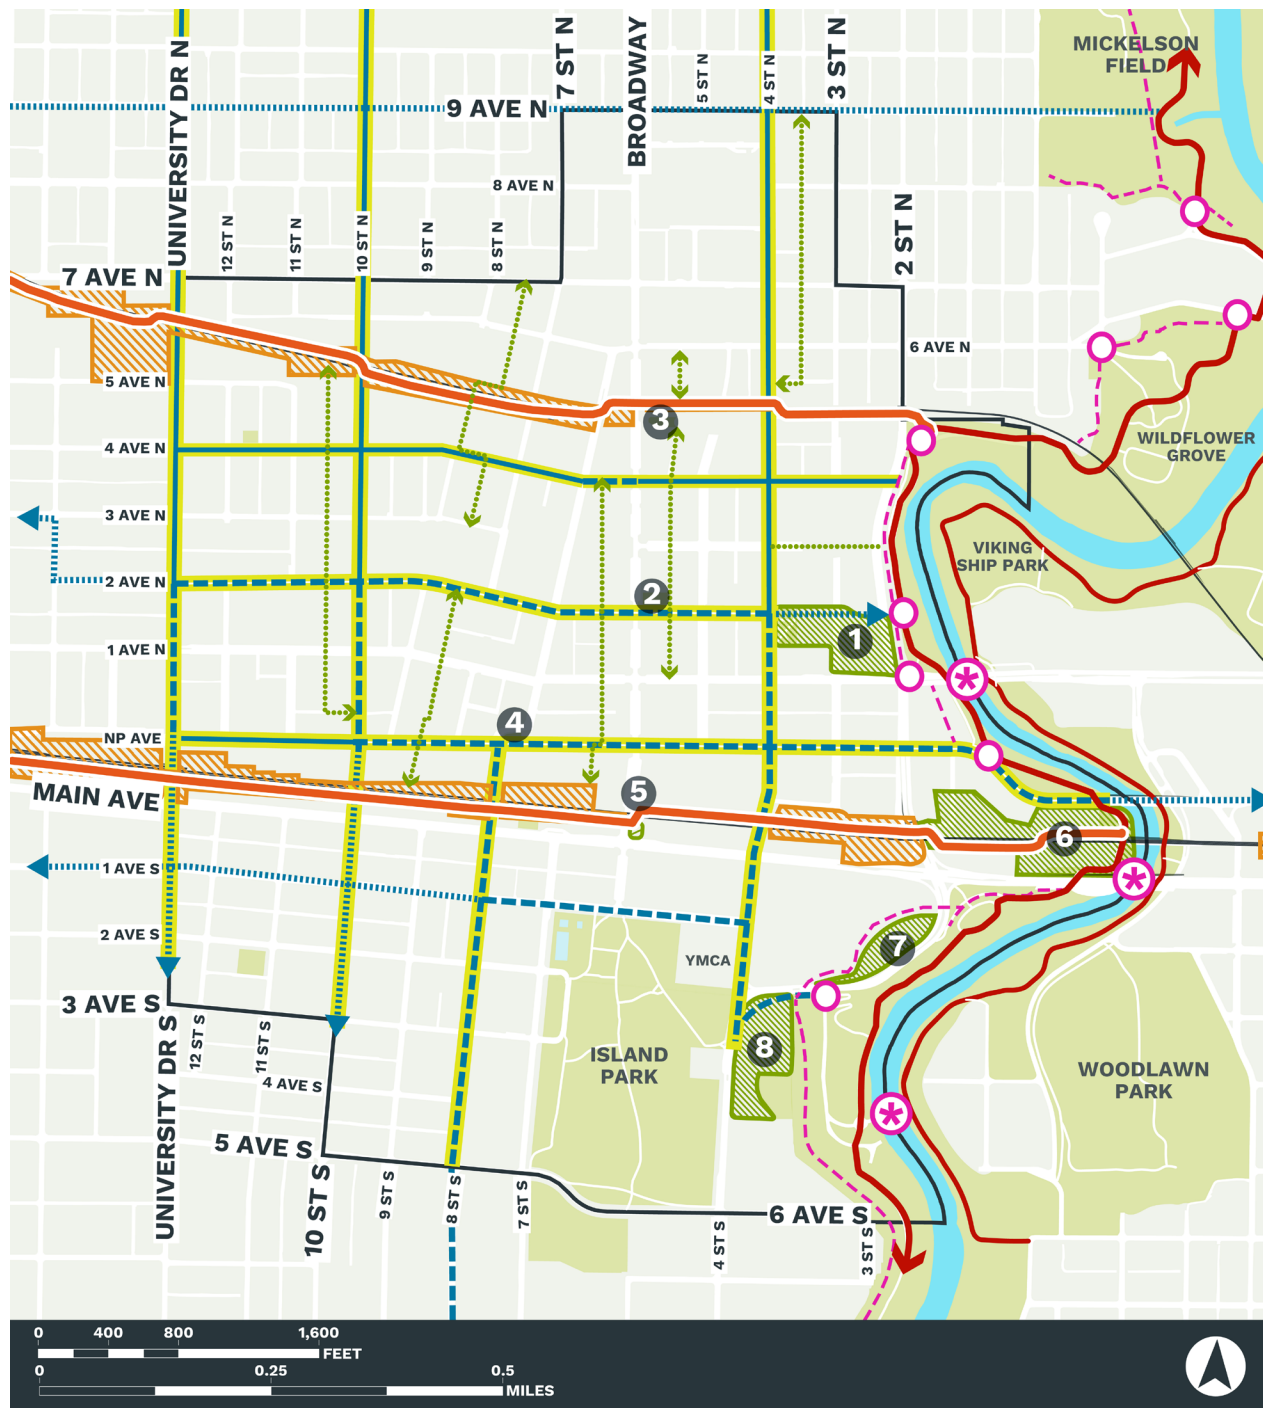 MICKELSON
FIELD
UNIVERSITY DR N
7 ST N
BROADWAY
5 ST N
4 ST N
3 ST N
9 AVE N
8 AVE N
2 ST N
12 ST N
11 ST N
10 ST N
9 ST N
8 ST N
7 AVE N
6 AVE N
5 AVE N
3
4 AVE N
WILDFLOWER
GROVE
3 AVE N
VIKING
SHIP PARK
2 AVE N
2
1
1 AVE N
*
NP AVE
4
MAIN AVE
5
6
1 AVE S
*
2 AVE S
YMCA
7
3 AVE S
12 ST S
11 ST S
4 AVE S
8
ISLAND
PARK
WOODLAWN
PARK
*
UNIVERSITY DR S
5 AVE S
10 ST S
9 ST S
8 ST S
7 ST S
6 AVE S
4 ST S
3 ST S
0 400 800 1,600
FEET
0 0.25 0.5
MILES